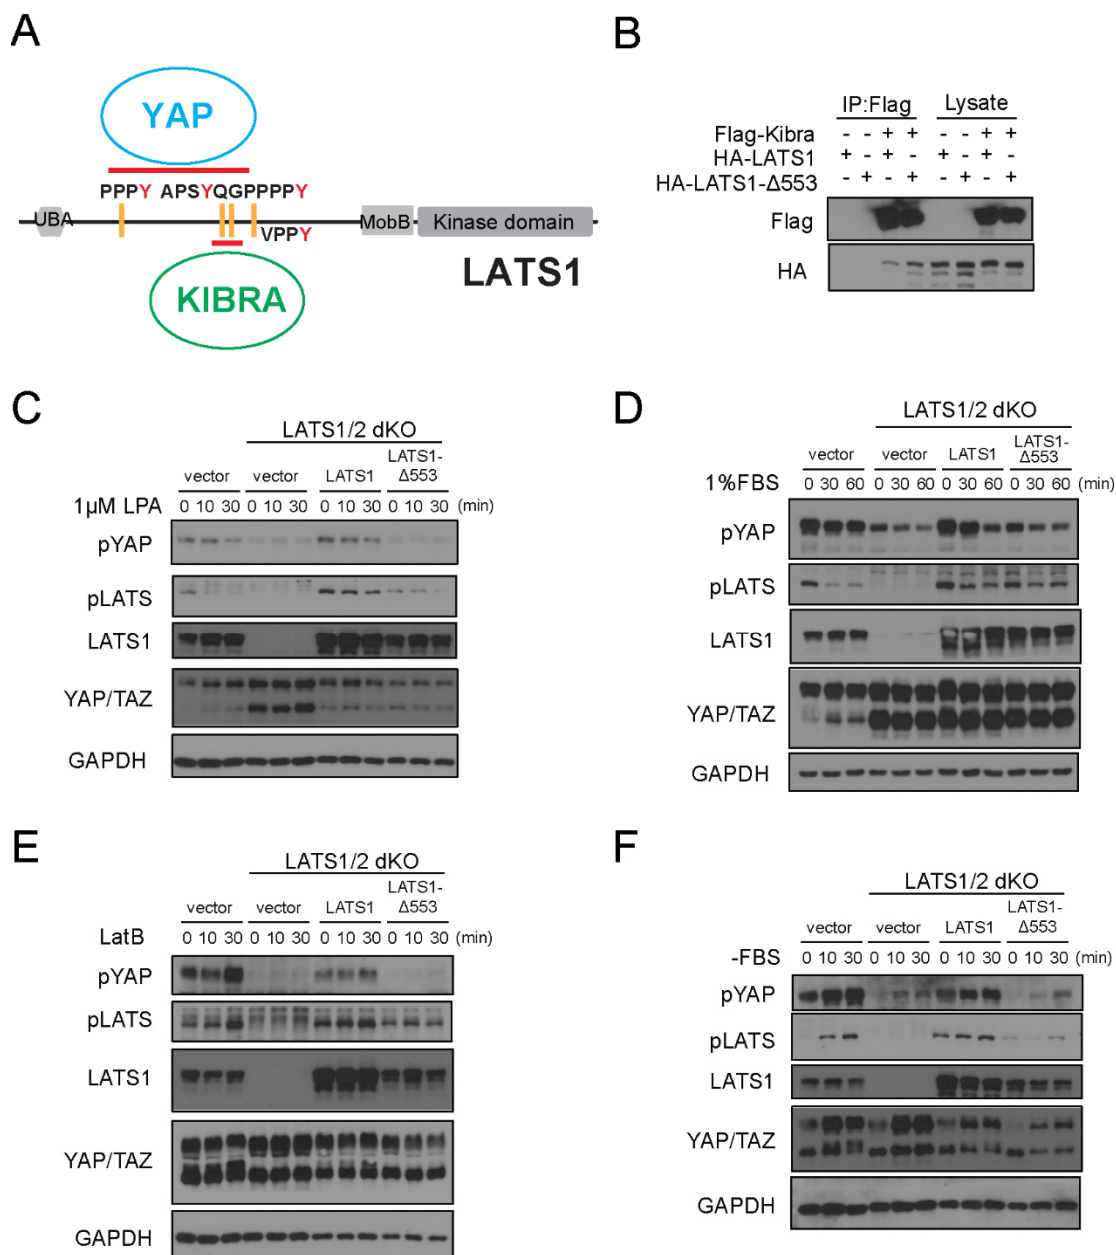 A
YAP
PPPY APSYQGPPPPY
UBA
MobB
Kinase domain
VPPY
LATS1
KIBRA
B
IP:Flag Lysate
Flag-Kibra - - + + - - + +
HA-LATS1 + - + - + - + -
HA-LATS1-Δ553 - + - + - + - +
Flag
HA
C
LATS1/2 dKO
vector vector LATS1 LATS1-
Δ553
1µM LPA 0 10 30 0 10 30 0 10 30 0 10 30 (min)
pYAP
pLATS
LATS1
YAP/TAZ
GAPDH
D
LATS1/2 dKO
vector vector LATS1 LATS1-
Δ553
1%FBS 0 30 60 0 30 60 0 30 60 0 30 60 (min)
pYAP
pLATS
LATS1
YAP/TAZ
GAPDH
E
LATS1/2 dKO
vector vector LATS1 LATS1-
Δ553
LatB 0 10 30 0 10 30 0 10 30 0 10 30 (min)
pYAP
pLATS
LATS1
YAP/TAZ
GAPDH
F
LATS1/2 dKO
vector vector LATS1 LATS1-
Δ553
-FBS 0 10 30 0 10 30 0 10 30 0 10 30 (min)
pYAP
pLATS
LATS1
YAP/TAZ
GAPDH